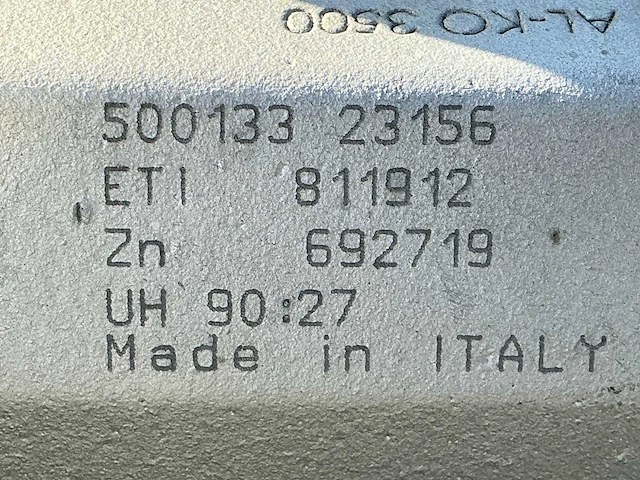 AL-KO 3500
500133 23156
ETI 811912
Zn 692719
UH 90:27
Made in ITALY